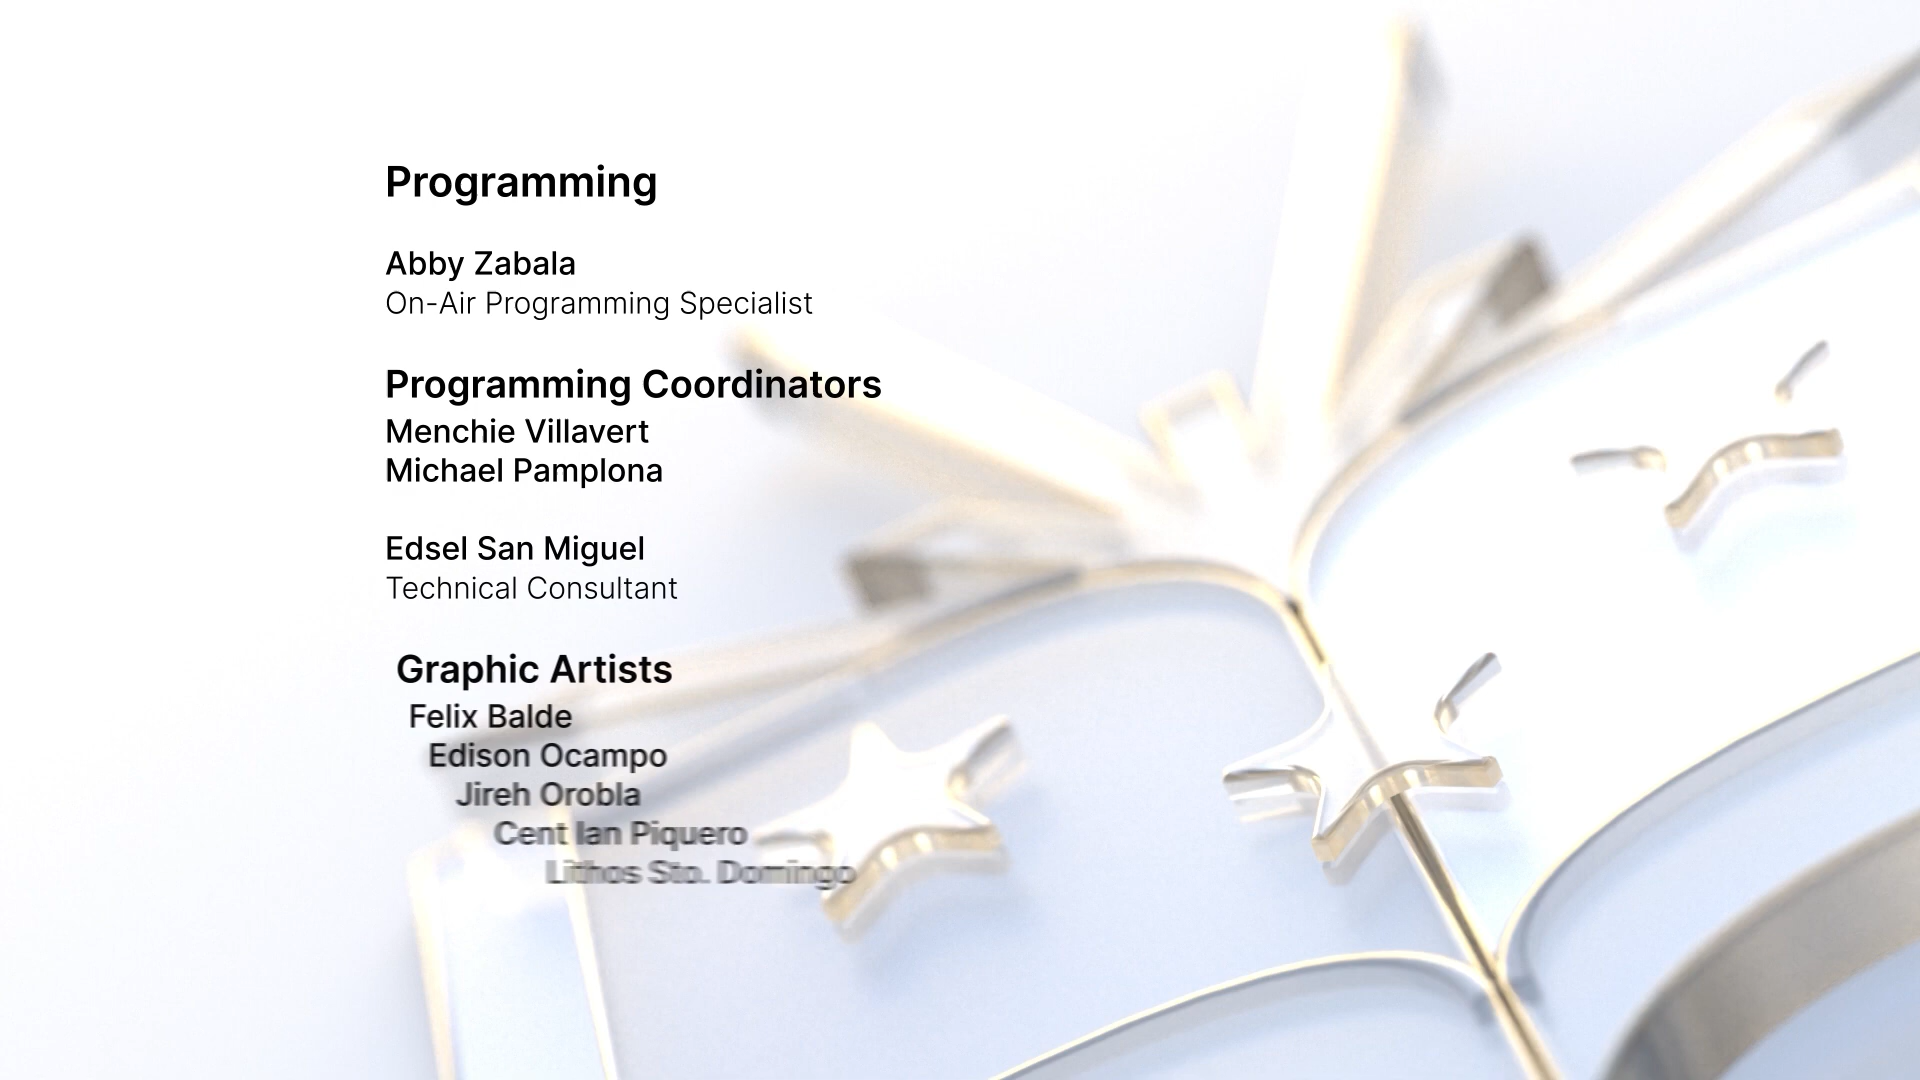 Programming
Abby Zabala
On-Air Programming Specialist
Programming Coordinators
Menchie Villavert
Michael Pamplona
Edsel San Miguel
Technical Consultant
Graphic Artists
Felix Balde
Edison Ocampo
Jireh Orobla
Cent Ian Piquero
Lithos Sto. Domingo